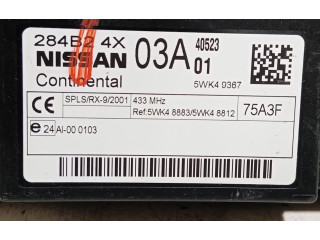 284B2 4X 03A 40523
NISSAN 01
Continental 5WK4 9367
CE SPLS/RX-9/2001 433 MHz 75A3F
Ref:5WK4 8883/5WK4 8812
e 24 AI-00 0103